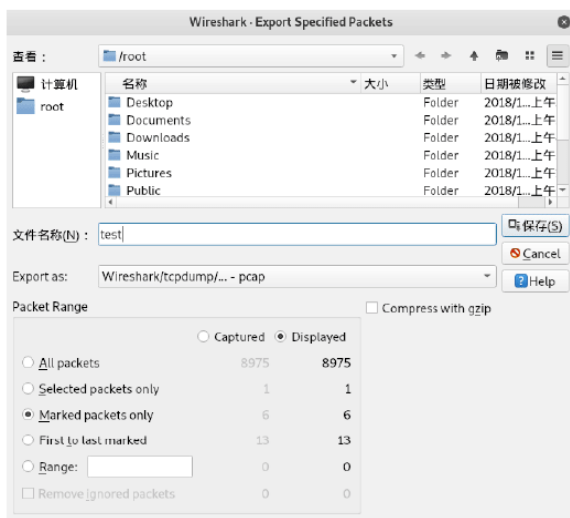 Wireshark · Export Specified Packets
查看： /root
计算机
root
名称 大小 类型 日期被修改
Desktop Folder 2018/1...上午
Documents Folder 2018/1...上午
Downloads Folder 2018/1...上午
Music Folder 2018/1...上午
Pictures Folder 2018/1...上午
Public Folder 2018/1...上午
文件名称(N)： test 保存(S)
Cancel
Export as: Wireshark/tcpdump/... - pcap Help
Packet Range Compress with gzip
Captured Displayed
All packets 8975 8975
Selected packets only 1 1
Marked packets only 6 6
First to last marked 13 13
Range: 0 0
Remove ignored packets 0 0